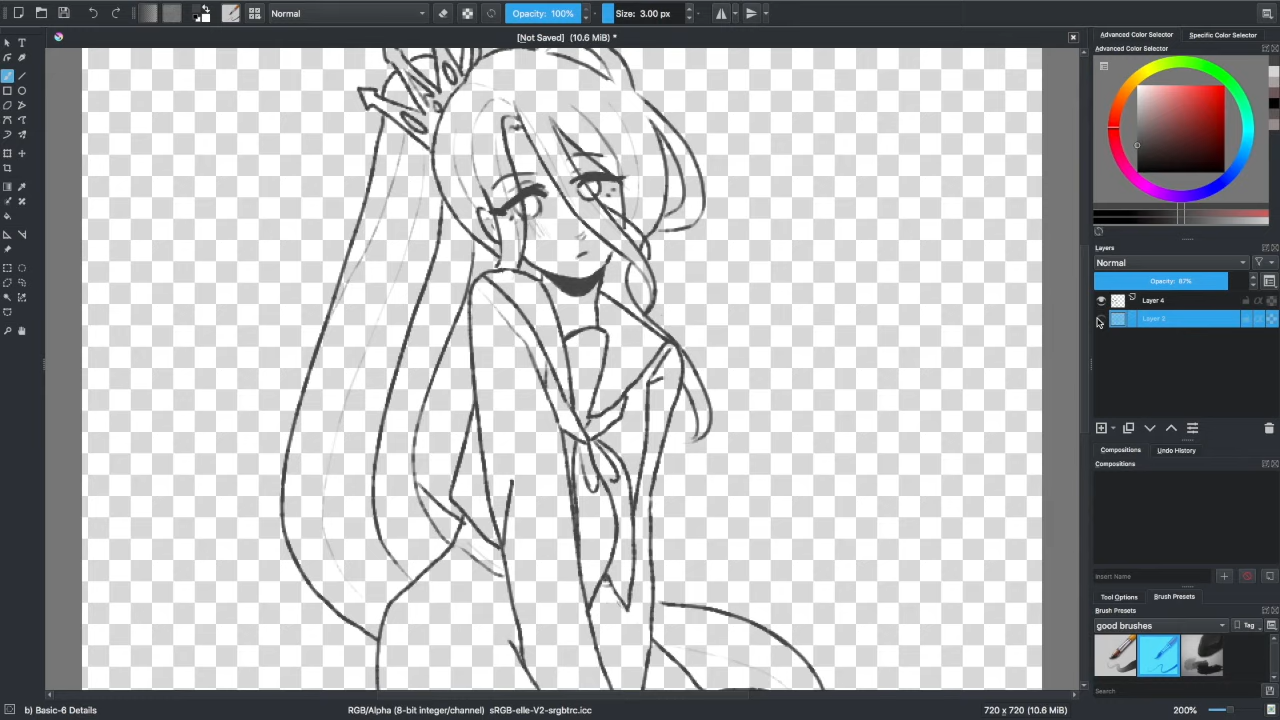 Normal
Opacity: 100%
Size: 3.00 px
[Not Saved] (10.6 MiB) *
Advanced Color Selector
Specific Color Selector
Advanced Color Selector
Layers
Normal
Opacity: 87%
Layer 4
Compositions
Undo History
Compositions
Insert Name
Tool Options
Brush Presets
Brush Presets
good brushes
Tag
Search
b) Basic-6 Details
RGB/Alpha (8-bit integer/channel) sRGB-elle-V2-srgbtrc.icc
720 x 720 (10.6 MiB)
200%